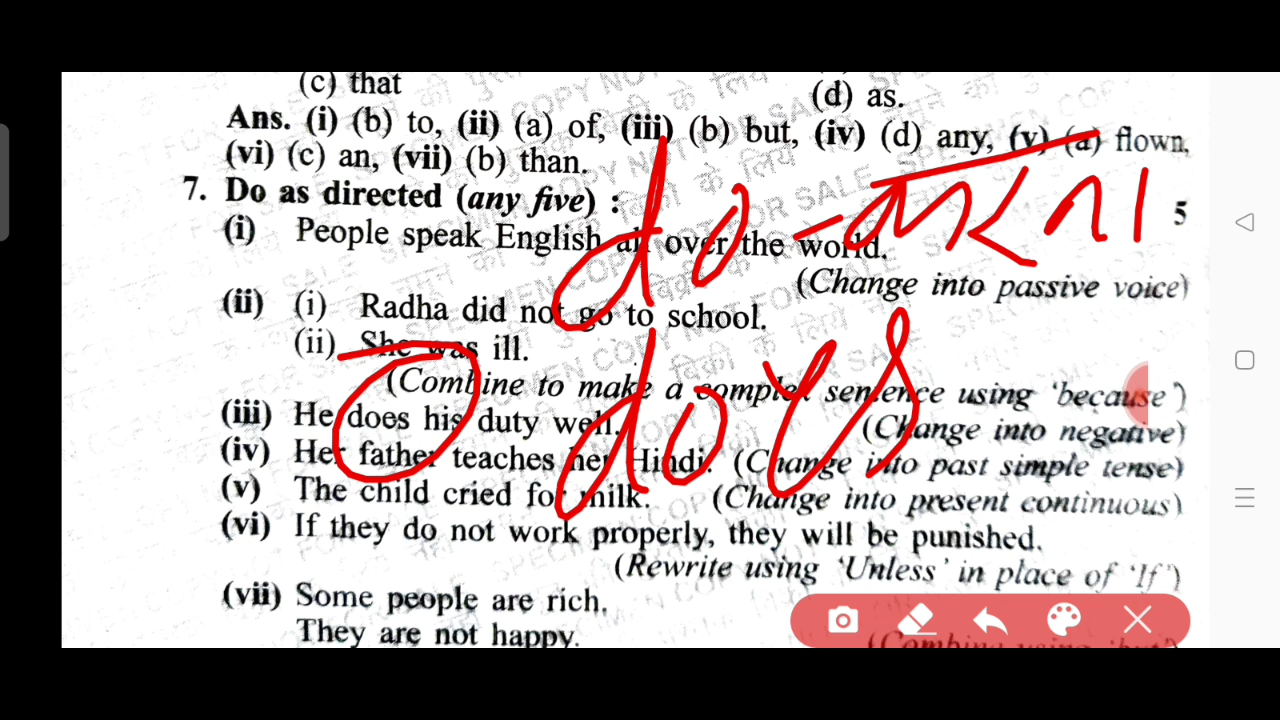 (c) that (d) as.
Ans. (i) (b) to, (ii) (a) of, (iii) (b) but, (iv) (d) any, (v) (a) flown,
(vi) (c) an, (vii) (b) than.
7. Do as directed (any five) : 5
(i) People speak English all over the world.
(Change into passive voice)
(ii) (i) Radha did not go to school.
(ii) She was ill.
(Combine to make a complex sentence using 'because')
(iii) He does his duty well. (Change into negative)
(iv) Her father teaches her Hindi. (Change into past simple tense)
(v) The child cried for milk. (Change into present continuous)
(vi) If they do not work properly, they will be punished.
(Rewrite using 'Unless' in place of 'If')
(vii) Some people are rich.
They are not happy.
(Combine using 'but')
do - करना
does